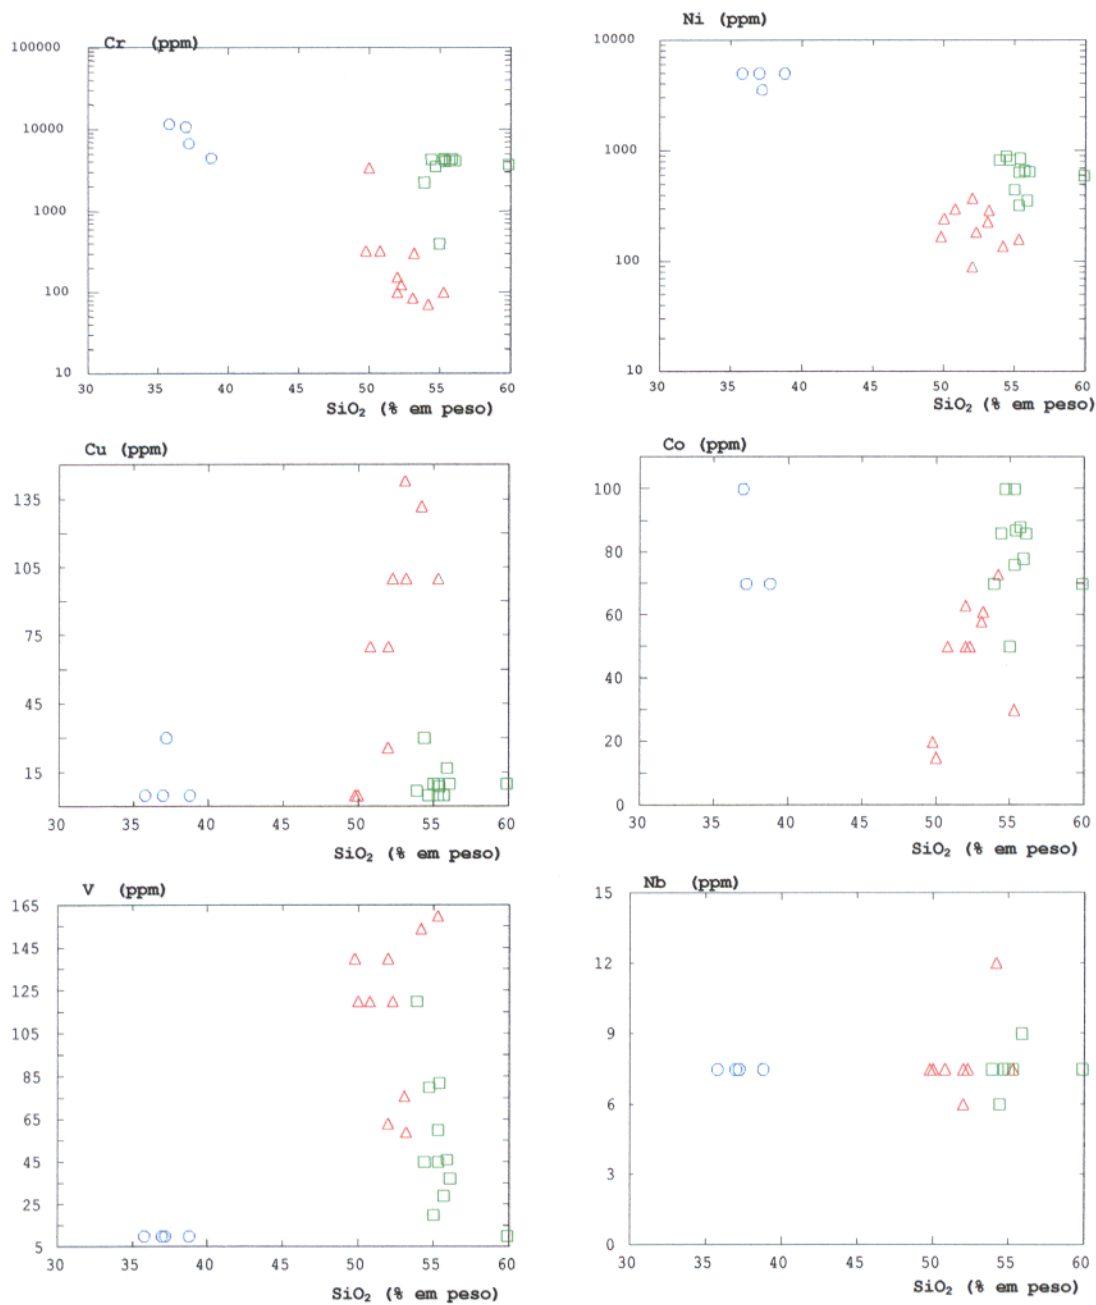 Cr (ppm)
100000
10000
1000
100
10
30 35 40 45 50 55 60
SiO₂ (% em peso)
Ni (ppm)
10000
1000
100
10
30 35 40 45 50 55 60
SiO₂ (% em peso)
Cu (ppm)
135
105
75
45
15
30 35 40 45 50 55 60
SiO₂ (% em peso)
Co (ppm)
100
80
60
40
20
0
30 35 40 45 50 55 60
SiO₂ (% em peso)
V (ppm)
165
145
125
105
85
65
45
25
5
30 35 40 45 50 55 60
SiO₂ (% em peso)
Nb (ppm)
15
12
9
6
3
0
30 35 40 45 50 55 60
SiO₂ (% em peso)